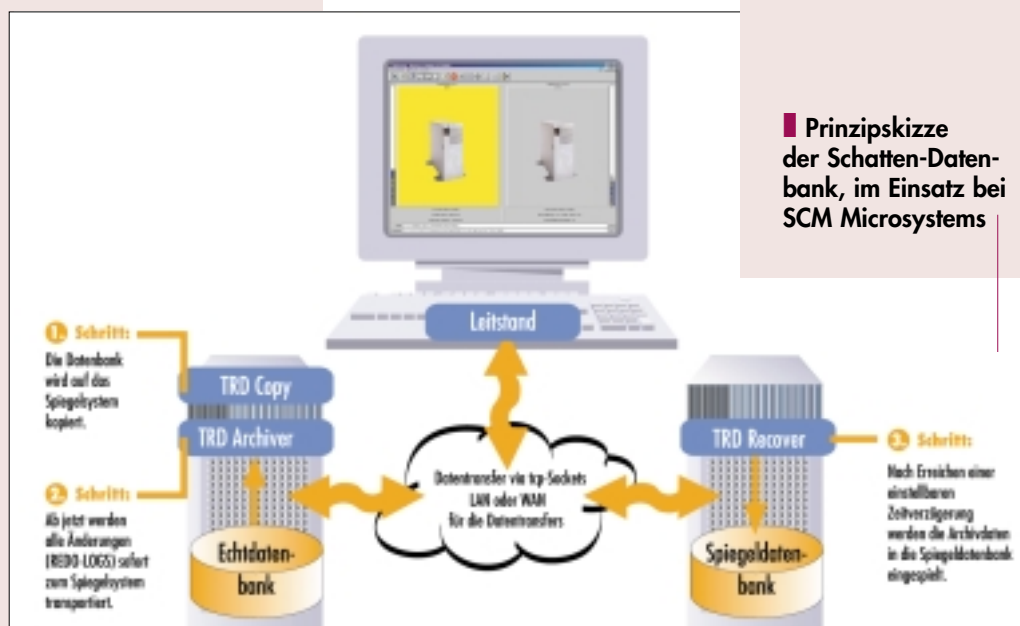 Prinzipskizze
der Schatten-Daten-
bank, im Einsatz bei
SCM Microsystems
Leitstand
1. Schritt:
Die Datenbank
wird auf das
Spiegelsystem
kopiert.
TRD Copy
TRD Archiver
2. Schritt:
Ab jetzt werden
alle Änderungen
(REDO-LOGS) sofort
zum Spiegelsystem
transportiert.
Echtdaten-
bank
Datentransfer via tcp-Sockets
LAN oder WAN
für die Datentransfers
TRD Recover
3. Schritt:
Nach Erreichen einer
einstellbaren
Zeitverzögerung
werden die Archivdaten
in die Spiegeldatenbank
eingespielt.
Spiegeldaten-
bank